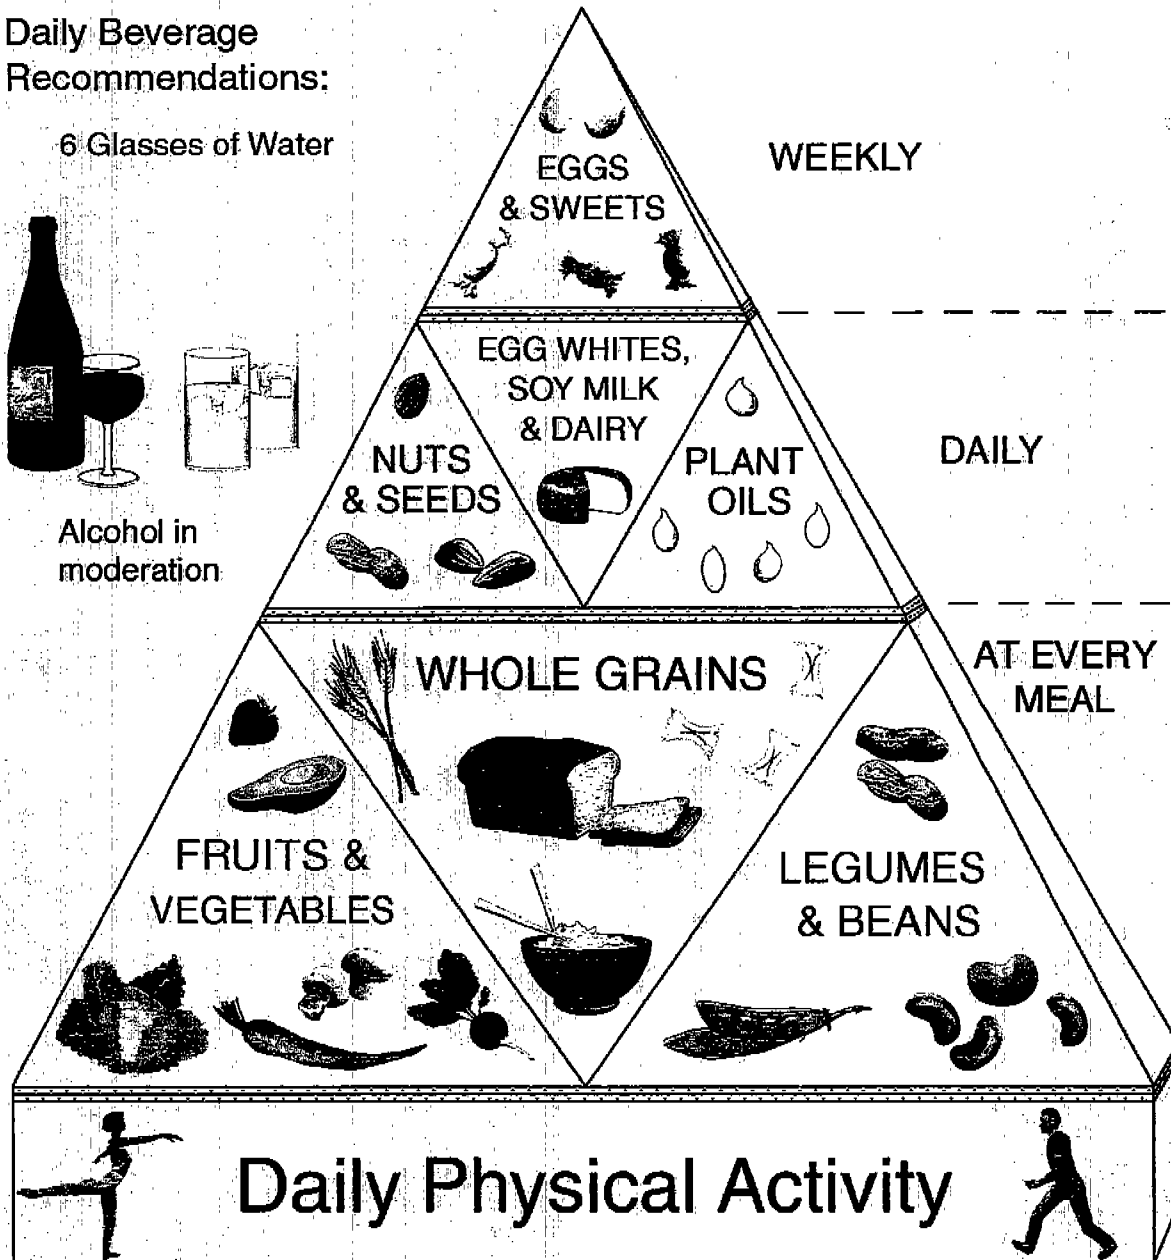 Daily Beverage
Recommendations:
6 Glasses of Water
Alcohol in
moderation
EGGS
& SWEETS
WEEKLY
EGG WHITES,
SOY MILK
& DAIRY
NUTS
& SEEDS
PLANT
OILS
DAILY
WHOLE GRAINS
AT EVERY
MEAL
FRUITS &
VEGETABLES
LEGUMES
& BEANS
Daily Physical Activity